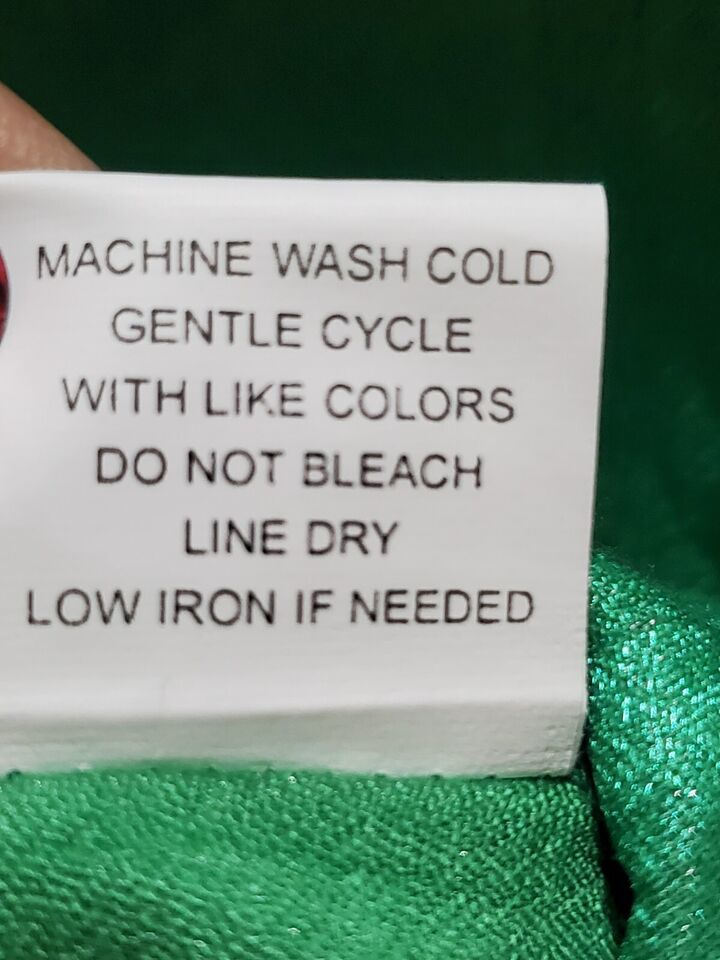 MACHINE WASH COLD
GENTLE CYCLE
WITH LIKE COLORS
DO NOT BLEACH
LINE DRY
LOW IRON IF NEEDED